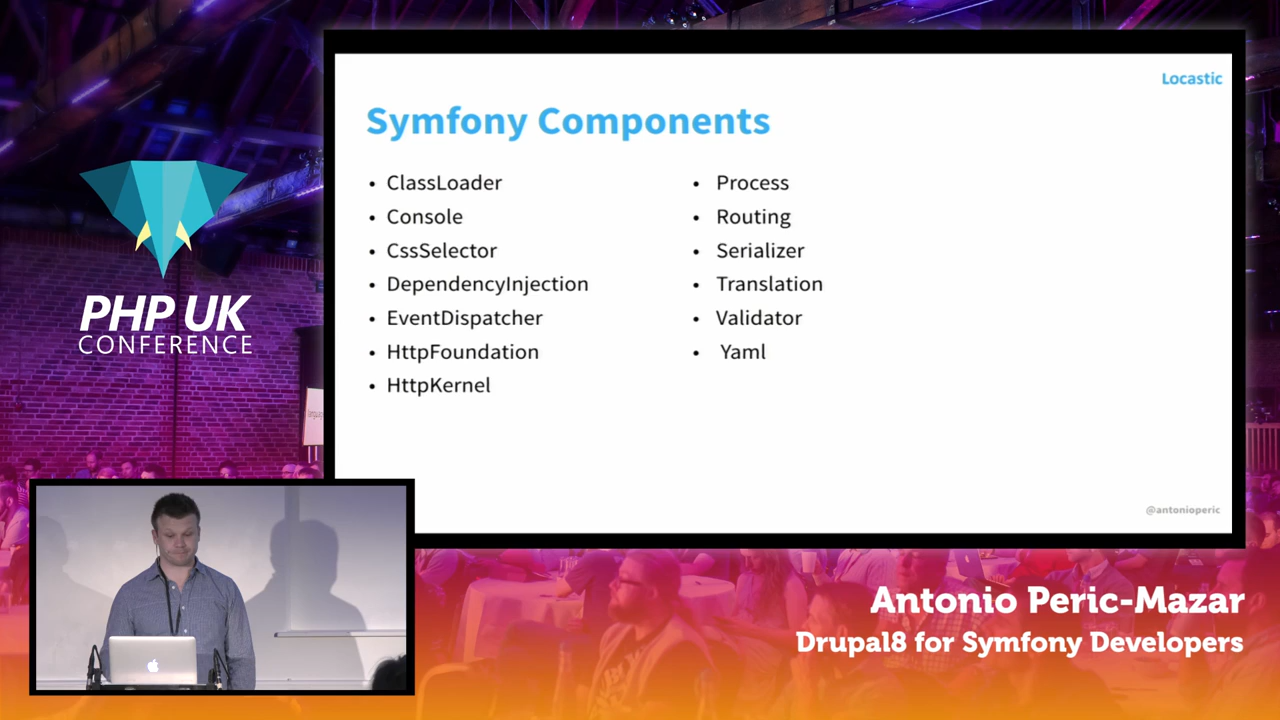 Locastic
Symfony Components
• ClassLoader
• Console
• CssSelector
• DependencyInjection
• EventDispatcher
• HttpFoundation
• HttpKernel
• Process
• Routing
• Serializer
• Translation
• Validator
• Yaml
@antonioperic
PHP UK
CONFERENCE
Antonio Peric-Mazar
Drupal8 for Symfony Developers